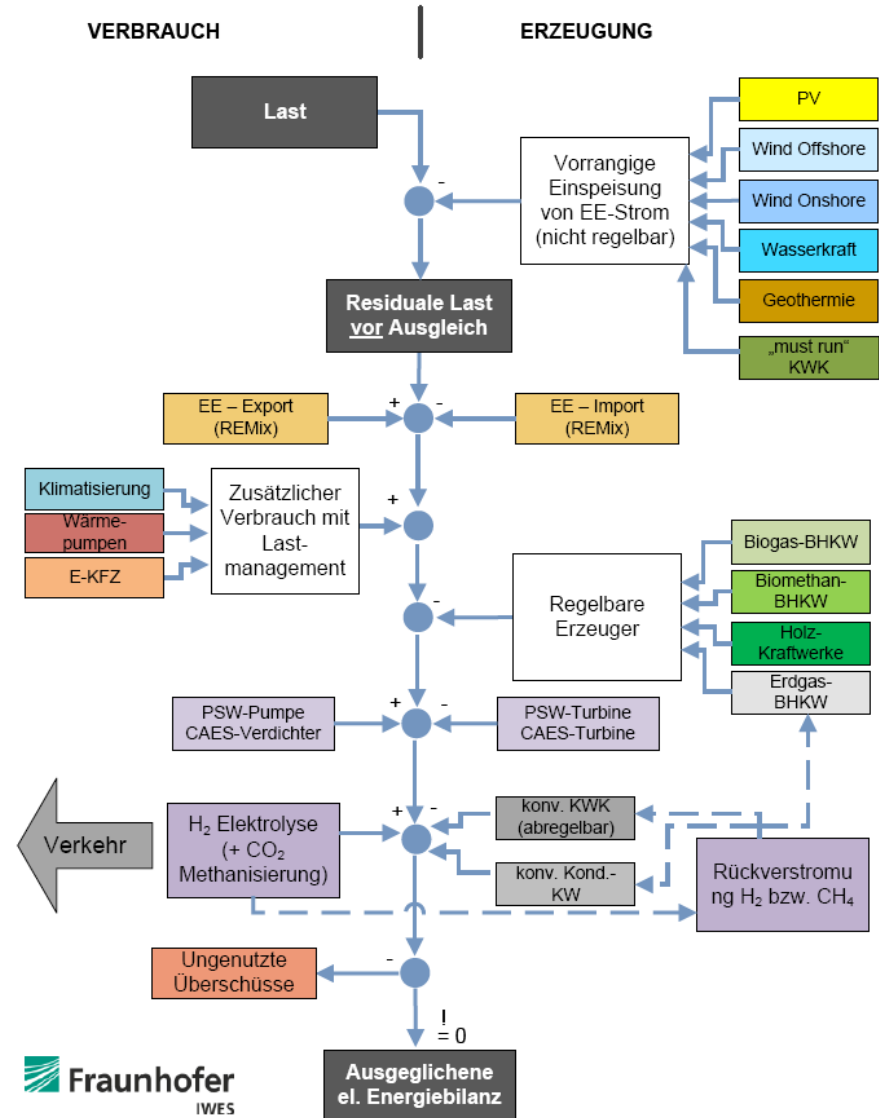 VERBRAUCH
ERZEUGUNG
Last
-
Vorrangige
Einspeisung
von EE-Strom
(nicht regelbar)
PV
Wind Offshore
Wind Onshore
Wasserkraft
Geothermie
„must run“
KWK
Residuale Last
vor Ausgleich
EE – Export
(REMix)
+
-
EE – Import
(REMix)
Klimatisierung
Wärme-
pumpen
E-KFZ
Zusätzlicher
Verbrauch mit
Last-
management
+
-
Regelbare
Erzeuger
Biogas-BHKW
Biomethan-
BHKW
Holz-
Kraftwerke
Erdgas-
BHKW
PSW-Pumpe
CAES-Verdichter
+
-
PSW-Turbine
CAES-Turbine
Verkehr
H₂ Elektrolyse
(+ CO₂
Methanisierung)
+
-
konv. KWK
(abregelbar)
konv. Kond.-
KW
Rückverstromu
ng H₂ bzw. CH₄
Ungenutzte
Überschüsse
-
!
= 0
Ausgeglichene
el. Energiebilanz
Fraunhofer
IWES